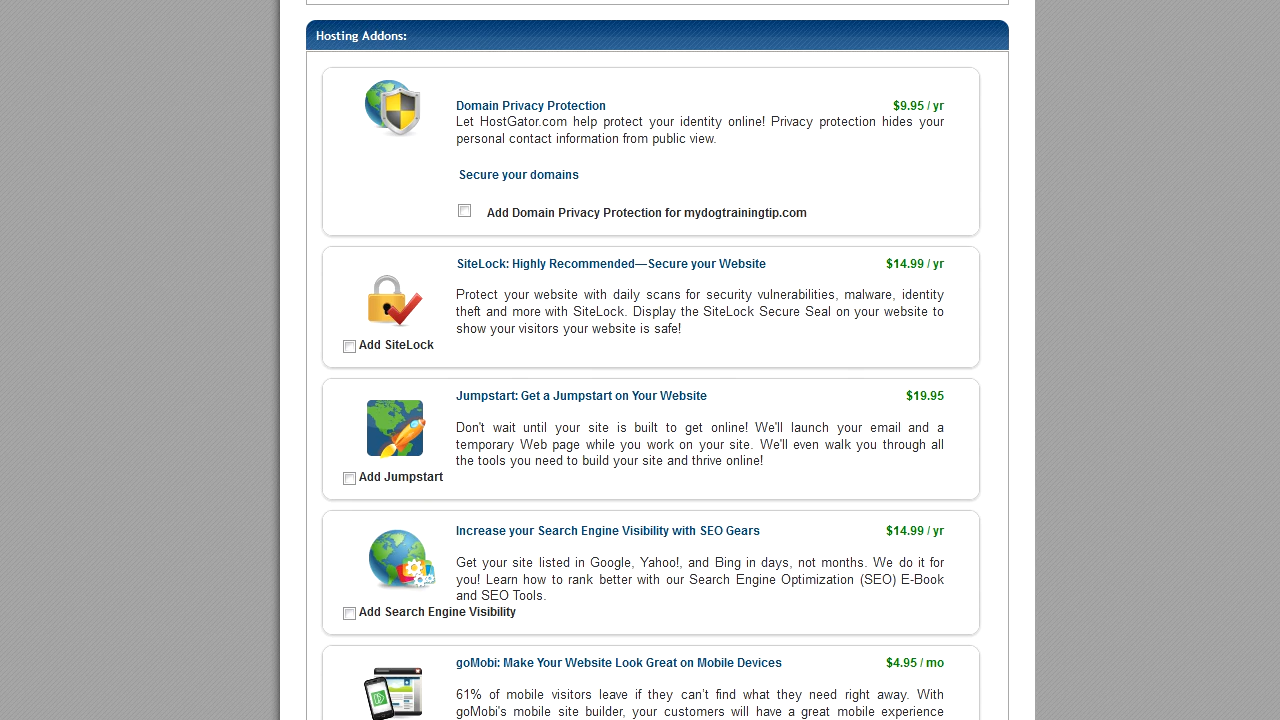 Hosting Addons:
Domain Privacy Protection $9.95 / yr
Let HostGator.com help protect your identity online! Privacy protection hides your
personal contact information from public view.
Secure your domains
Add Domain Privacy Protection for mydogtrainingtip.com
SiteLock: Highly Recommended—Secure your Website $14.99 / yr
Protect your website with daily scans for security vulnerabilities, malware, identity
theft and more with SiteLock. Display the SiteLock Secure Seal on your website to
show your visitors your website is safe!
Add SiteLock
Jumpstart: Get a Jumpstart on Your Website $19.95
Don't wait until your site is built to get online! We'll launch your email and a
temporary Web page while you work on your site. We'll even walk you through all
the tools you need to build your site and thrive online!
Add Jumpstart
Increase your Search Engine Visibility with SEO Gears $14.99 / yr
Get your site listed in Google, Yahoo!, and Bing in days, not months. We do it for
you! Learn how to rank better with our Search Engine Optimization (SEO) E-Book
and SEO Tools.
Add Search Engine Visibility
goMobi: Make Your Website Look Great on Mobile Devices $4.95 / mo
61% of mobile visitors leave if they can't find what they need right away. With
goMobi's mobile site builder, your customers will have a great mobile experience